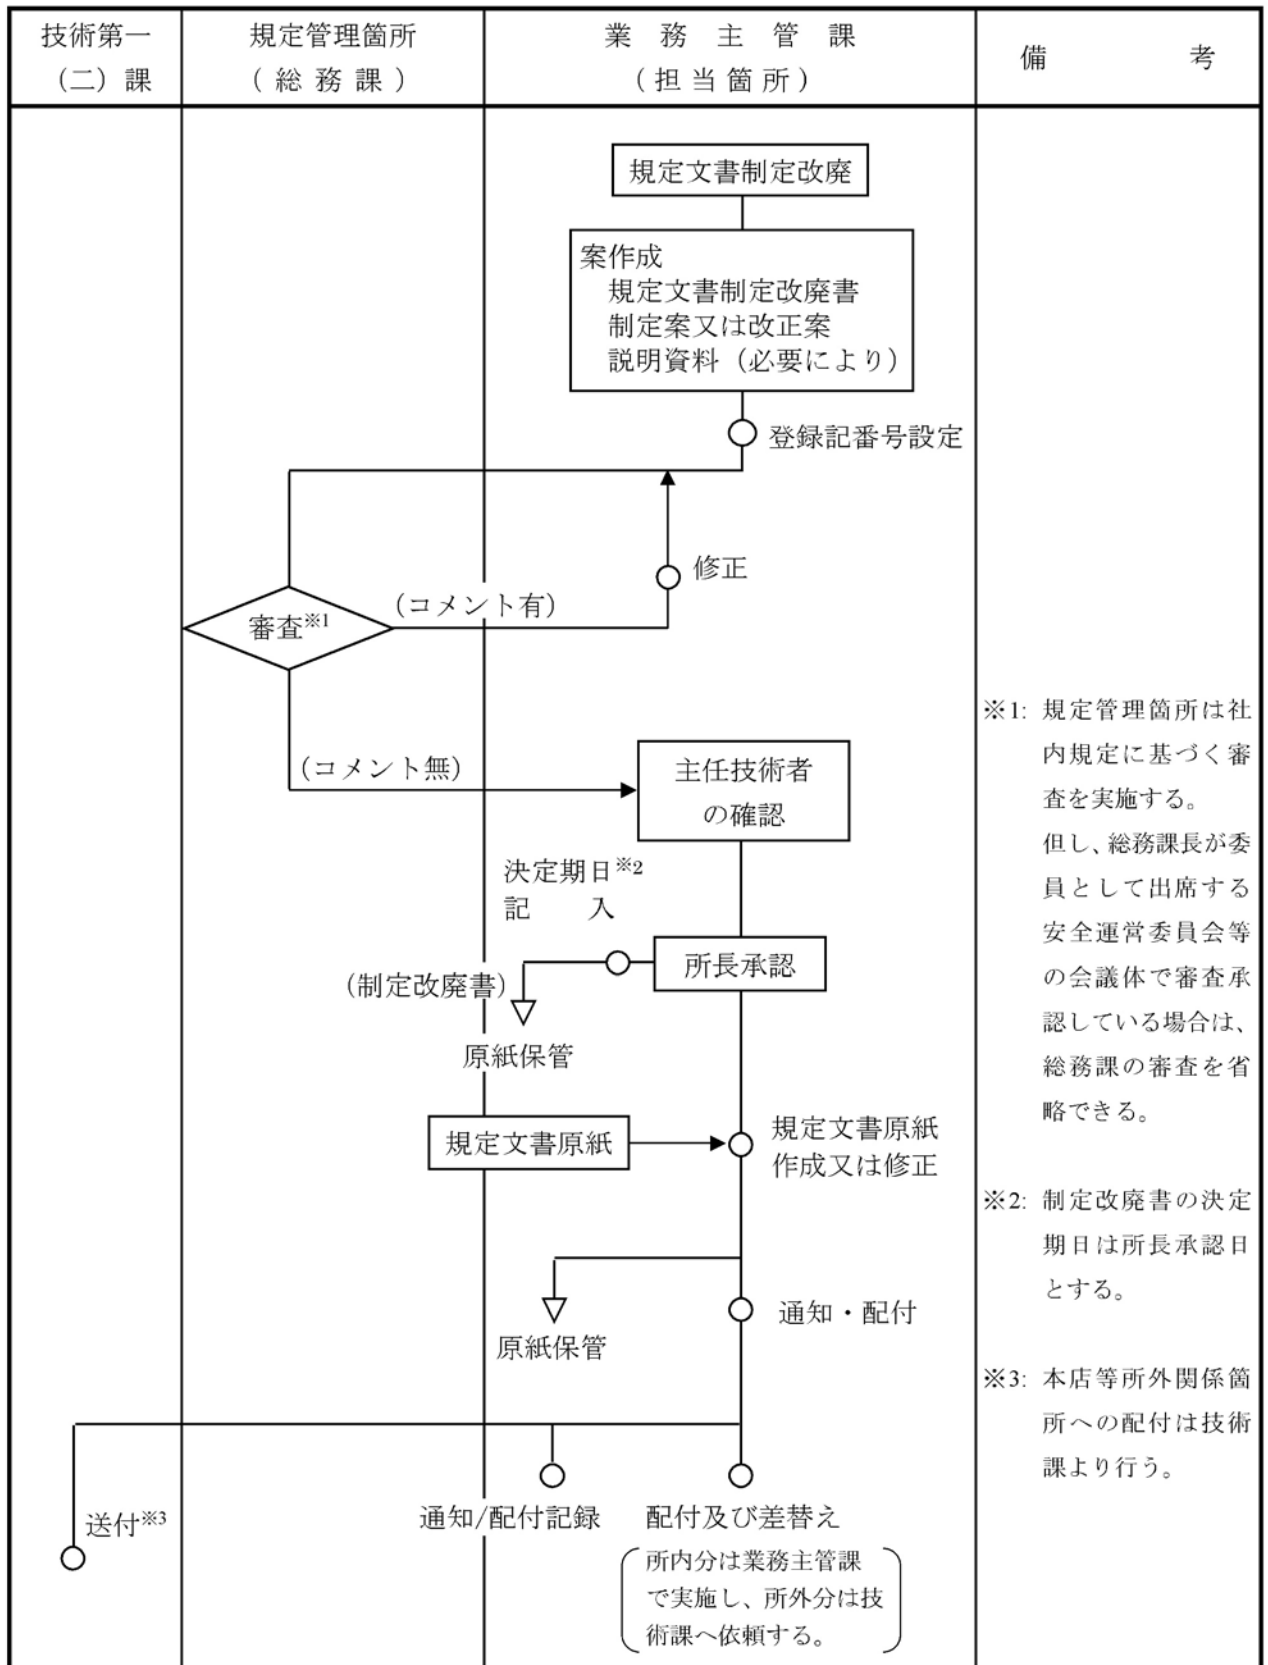 技術第一
（二）課
規定管理箇所
（総務課）
業務主管課
（担当箇所）
備考
規定文書制定改廃
案作成
規定文書制定改廃書
制定案又は改正案
説明資料（必要により）
登録記番号設定
修正
（コメント有）
審査※1
（コメント無）
主任技術者
の確認
決定期日※2
記　入
所長承認
（制定改廃書）
原紙保管
規定文書原紙
規定文書原紙
作成又は修正
原紙保管
通知・配付
送付※3
通知/配付記録
配付及び差替え
所内分は業務主管課
で実施し、所外分は技
術課へ依頼する。
※1: 規定管理箇所は社
内規定に基づく審
査を実施する。
但し、総務課長が委
員として出席する
安全運営委員会等
の会議体で審査承
認している場合は、
総務課の審査を省
略できる。
※2: 制定改廃書の決定
期日は所長承認日
とする。
※3: 本店等所外関係箇
所への配付は技術
課より行う。